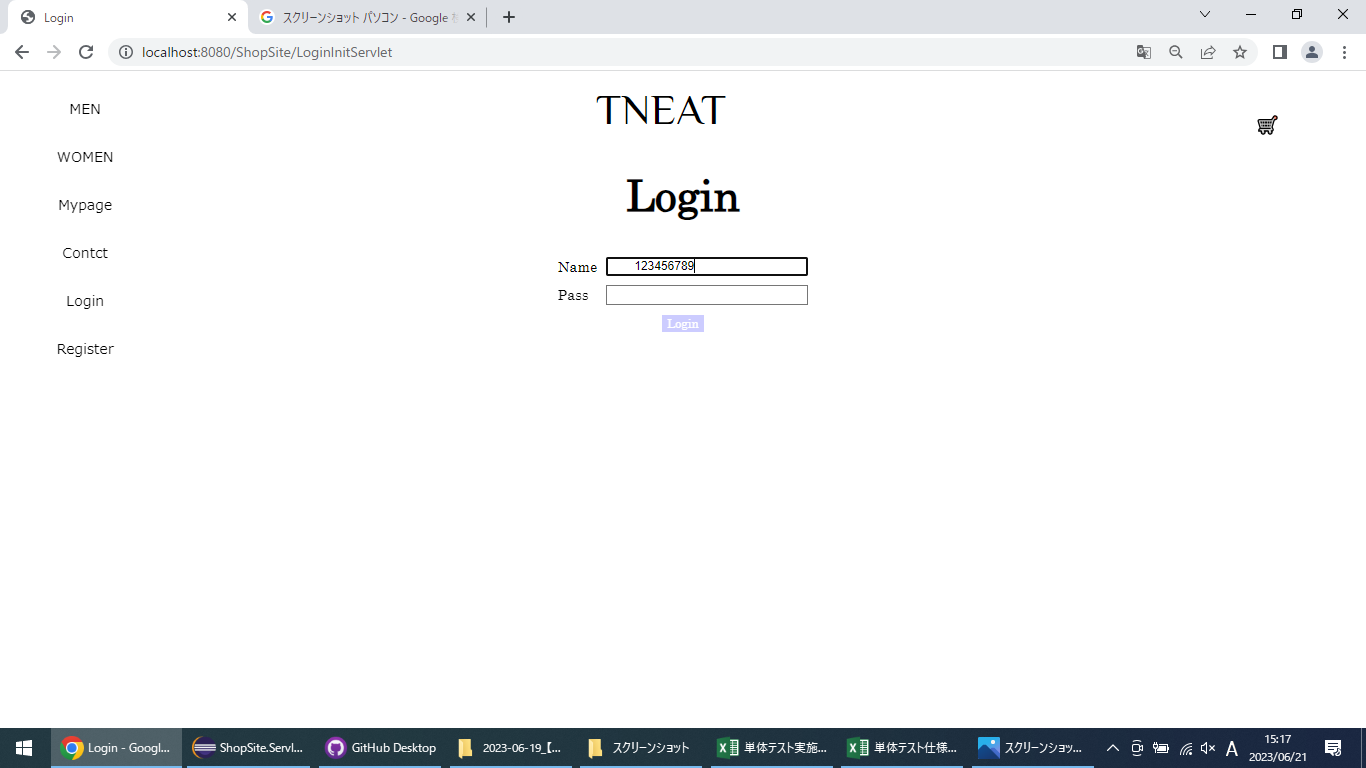 Login
スクリーンショット パソコン - Google
localhost:8080/ShopSite/LoginInitServlet
TNEAT
MEN
WOMEN
Mypage
Contct
Login
Register
Login
Name 123456789
Pass
Login
Login - Googl...
ShopSite.Servl...
GitHub Desktop
2023-06-19_【...
スクリーンショット
単体テスト実施...
単体テスト仕様...
スクリーンショッ...
A
15:17
2023/06/21